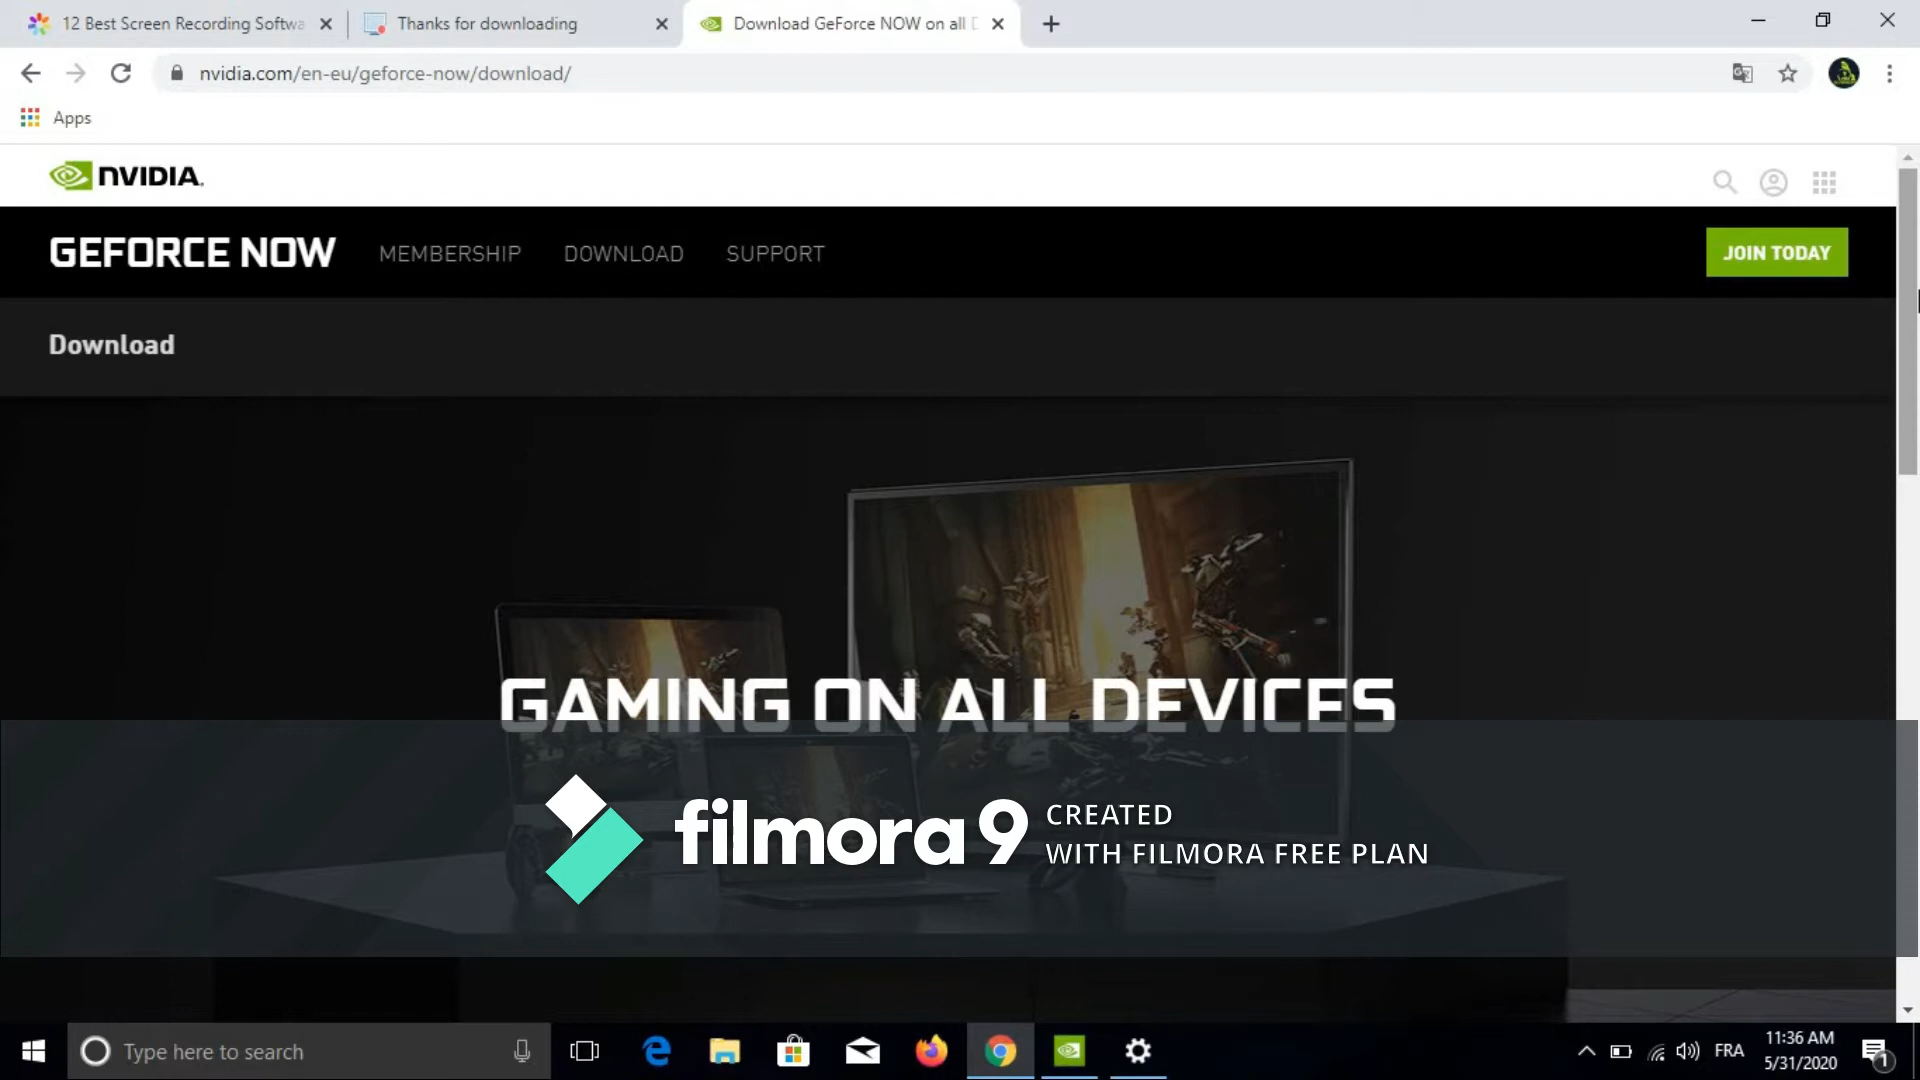 12 Best Screen Recording Softwa
Thanks for downloading
Download GeForce NOW on all D
nvidia.com/en-eu/geforce-now/download/
Apps
NVIDIA.
GEFORCE NOW
MEMBERSHIP
DOWNLOAD
SUPPORT
JOIN TODAY
Download
GAMING ON ALL DEVICES
filmora9
CREATED
WITH FILMORA FREE PLAN
Type here to search
FRA
11:36 AM
5/31/2020
1